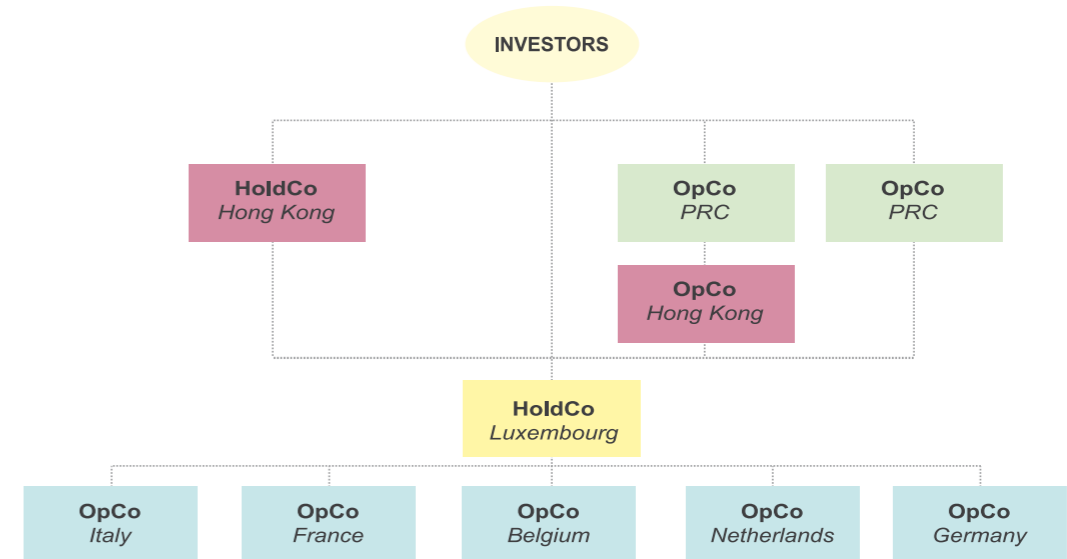 INVESTORS
HoldCo
Hong Kong
OpCo
PRC
OpCo
PRC
OpCo
Hong Kong
HoldCo
Luxembourg
OpCo
Italy
OpCo
France
OpCo
Belgium
OpCo
Netherlands
OpCo
Germany